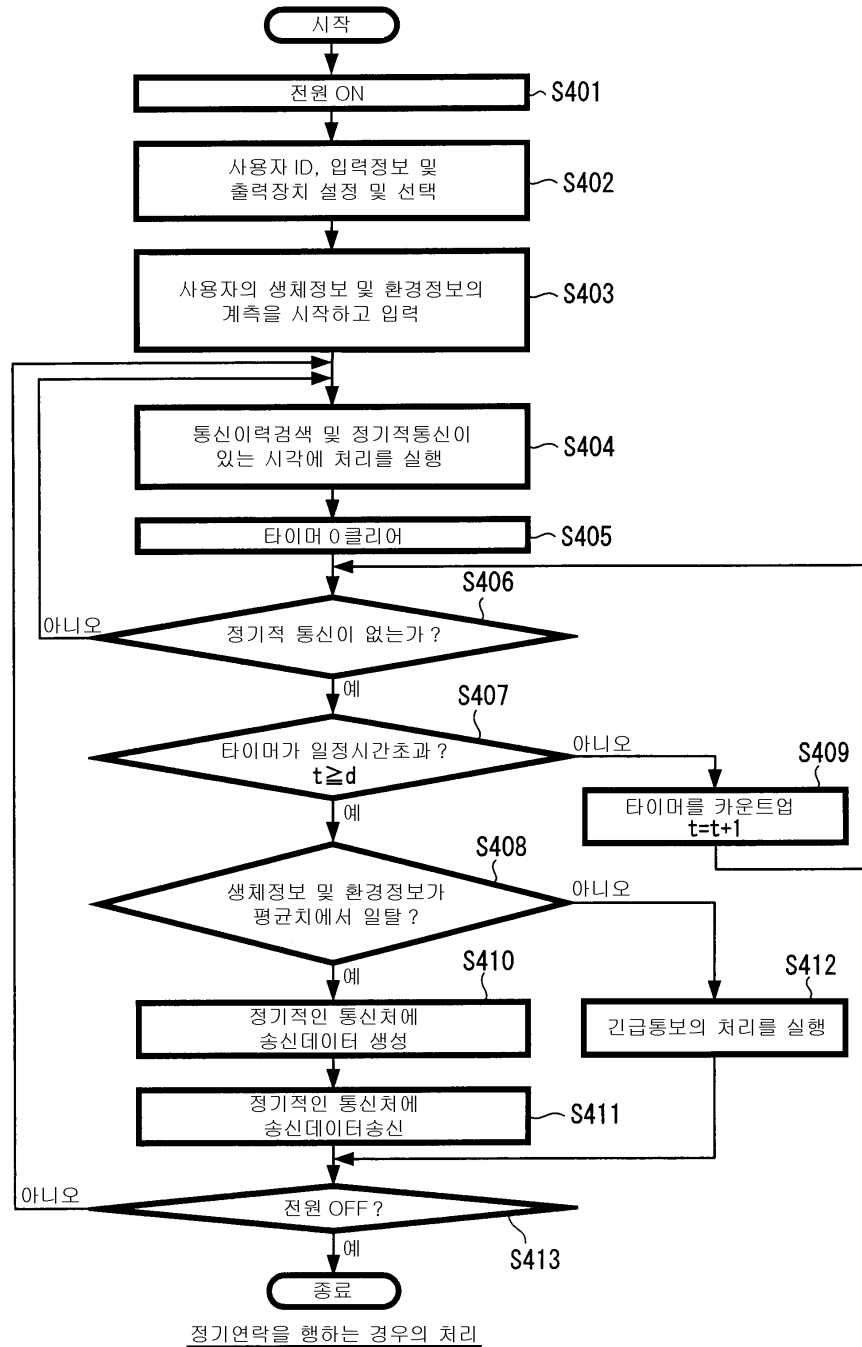 시작
전원 ON
S401
사용자 ID, 입력정보 및
출력장치 설정 및 선택
S402
사용자의 생체정보 및 환경정보의
계측을 시작하고 입력
S403
통신이력검색 및 정기적통신이
있는 시각에 처리를 실행
S404
타이머 0 클리어
S405
S406
정기적 통신이 없는가 ?
아니오
예
S407
타이머가 일정시간초과 ?
t≧d
아니오
예
S409
타이머를 카운트업
t=t+1
S408
생체정보 및 환경정보가
평균치에서 일탈 ?
아니오
예
S410
정기적인 통신처에
송신데이터 생성
S412
긴급통보의 처리를 실행
정기적인 통신처에
송신데이터송신
S411
전원 OFF ?
아니오
예
S413
종료
정기연락을 행하는 경우의 처리